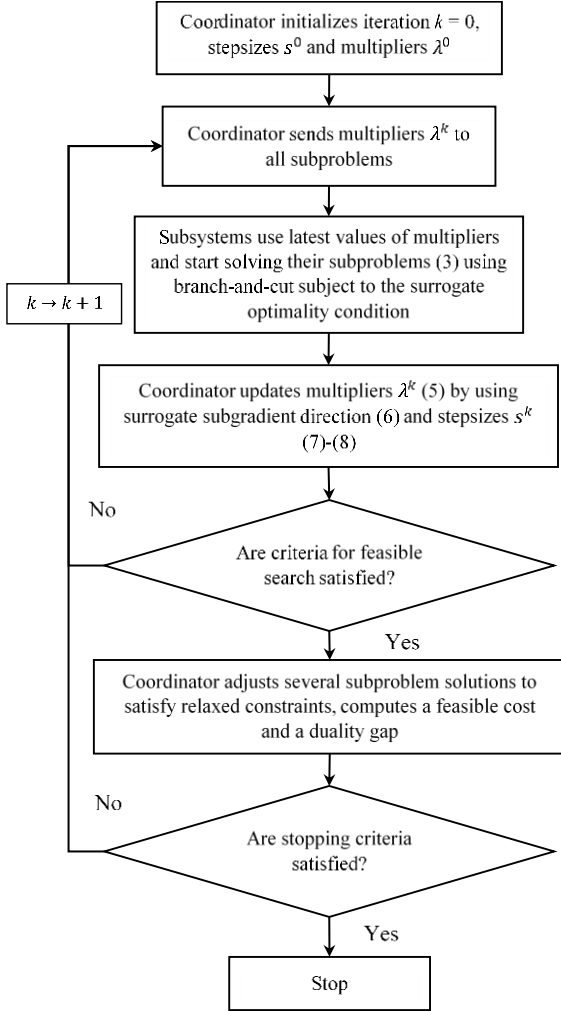 Coordinator initializes iteration k = 0,
stepsizes s⁰ and multipliers λ⁰
Coordinator sends multipliers λᵏ to
all subproblems
Subsystems use latest values of multipliers
and start solving their subproblems (3) using
branch-and-cut subject to the surrogate
optimality condition
k → k + 1
Coordinator updates multipliers λᵏ (5) by using
surrogate subgradient direction (6) and stepsizes sᵏ
(7)-(8)
No
Are criteria for feasible
search satisfied?
Yes
Coordinator adjusts several subproblem solutions to
satisfy relaxed constraints, computes a feasible cost
and a duality gap
No
Are stopping criteria
satisfied?
Yes
Stop